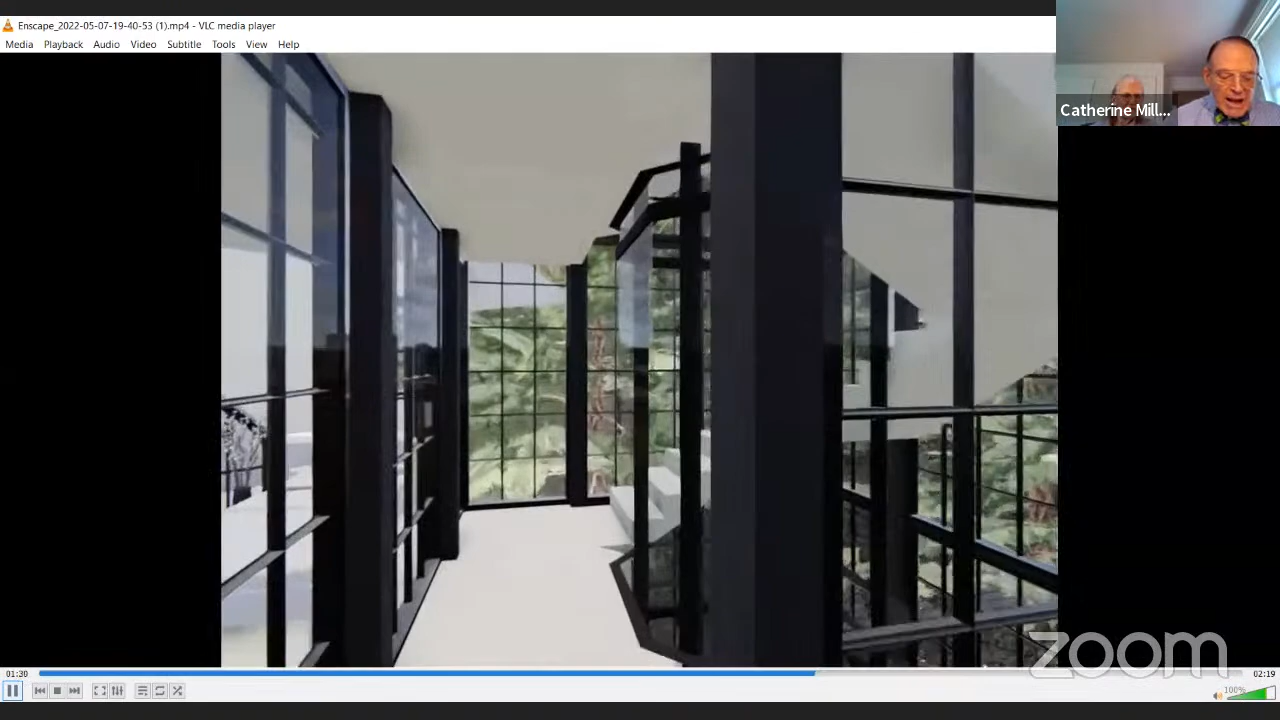 Enscape_2022-05-07-19-40-53 (1).mp4 - VLC media player
Media Playback Audio Video Subtitle Tools View Help
Catherine Mill...
zoom
01:30
02:19
100%